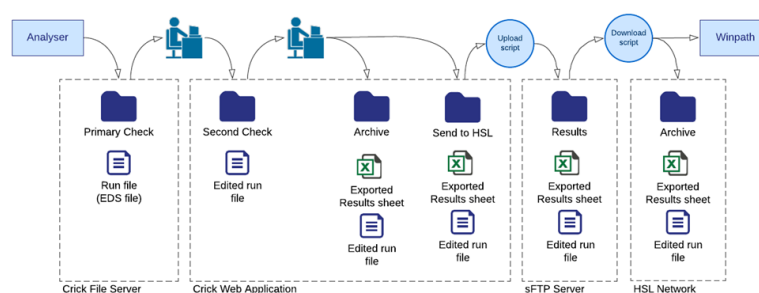 Analyser
Upload
script
Download
script
Winpath
Primary Check
Second Check
Archive
Send to HSL
Results
Archive
Run file
(EDS file)
Edited run
file
Exported
Results sheet
Exported
Results sheet
Exported
Results sheet
Exported
Results sheet
Edited run
file
Edited run
file
Edited run
file
Edited run
file
Crick File Server
Crick Web Application
sFTP Server
HSL Network